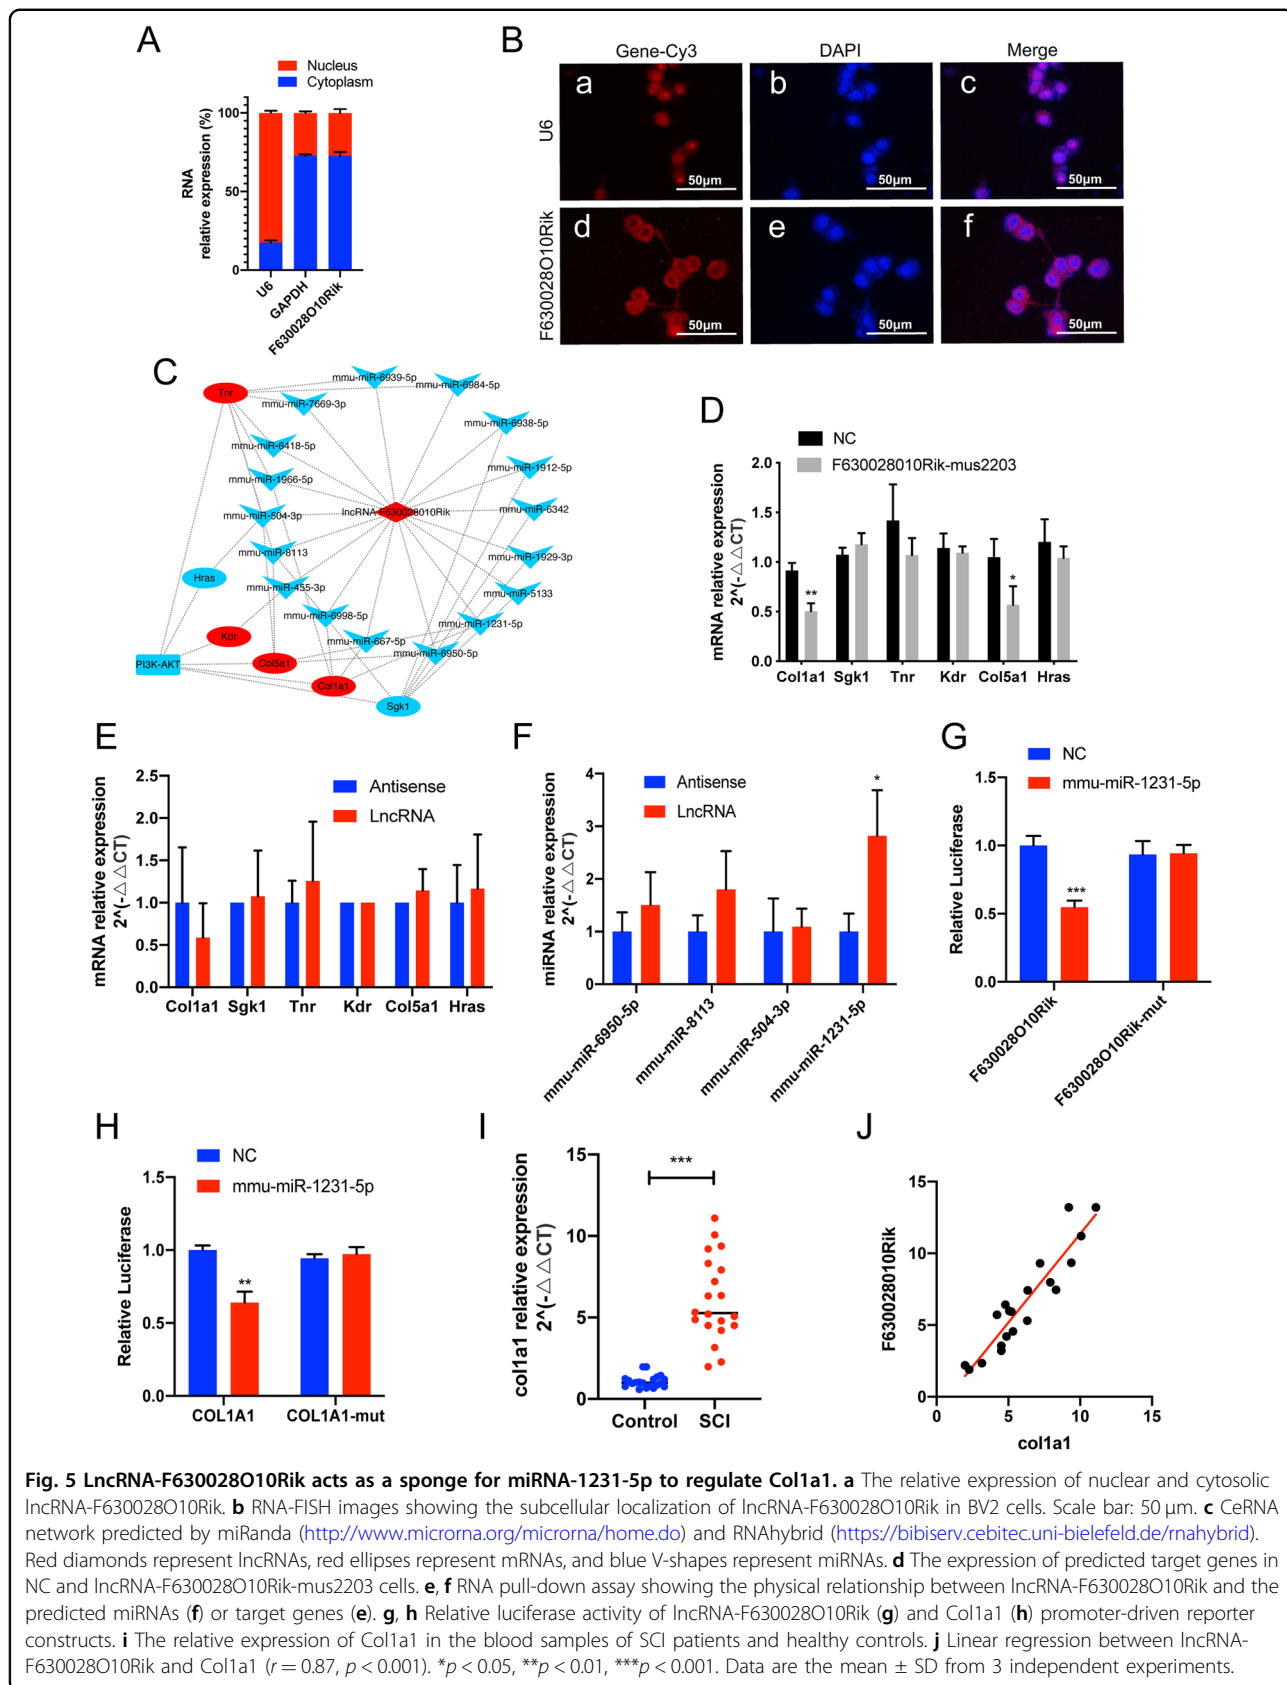 A
Nucleus
Cytoplasm
RNA
relative expression (%)
100
50
0
U6
GAPDH
F630028O10Rik
B
Gene-Cy3
DAPI
Merge
U6
a
b
c
50µm
50µm
50µm
F630028O10Rik
d
e
f
50µm
50µm
50µm
C
Tnr
mmu-miR-6939-5p
mmu-miR-6984-5p
mmu-miR-7669-3p
mmu-miR-6938-5p
mmu-miR-6418-5p
mmu-miR-1912-5p
mmu-miR-1966-5p
mmu-miR-504-3p
lncRNA-F630028010Rik
mmu-miR-6342
mmu-miR-8113
mmu-miR-1929-3p
Hras
mmu-miR-455-3p
mmu-miR-5133
mmu-miR-6998-5p
mmu-miR-1231-5p
Kdr
mmu-miR-667-5p
mmu-miR-6950-5p
PI3K-AKT
Col5a1
Col1a1
Sgk1
D
NC
F630028010Rik-mus2203
mRNA relative expression
2^(-△△CT)
2.0
1.5
1.0
0.5
0.0
**
*
Col1a1 Sgk1 Tnr Kdr Col5a1 Hras
E
Antisense
LncRNA
mRNA relative expression
2^(-△△CT)
2.5
2.0
1.5
1.0
0.5
0.0
Col1a1 Sgk1 Tnr Kdr Col5a1 Hras
F
Antisense
LncRNA
miRNA relative expression
2^(-△△CT)
4
3
2
1
0
*
mmu-miR-6950-5p
mmu-miR-8113
mmu-miR-504-3p
mmu-miR-1231-5p
G
NC
mmu-miR-1231-5p
Relative Luciferase
1.5
1.0
0.5
0.0
***
F630028O10Rik
F630028O10Rik-mut
H
NC
mmu-miR-1231-5p
Relative Luciferase
1.5
1.0
0.5
0.0
**
COL1A1 COL1A1-mut
I
col1a1 relative expression
2^(-△△CT)
15
10
5
0
***
Control SCI
J
F630028010Rik
15
10
5
0
0 5 10 15
col1a1
Fig. 5 LncRNA-F630028O10Rik acts as a sponge for miRNA-1231-5p to regulate Col1a1. a The relative expression of nuclear and cytosolic
lncRNA-F630028O10Rik. b RNA-FISH images showing the subcellular localization of lncRNA-F630028O10Rik in BV2 cells. Scale bar: 50 µm. c CeRNA
network predicted by miRanda (http://www.microrna.org/microrna/home.do) and RNAhybrid (https://bibiserv.cebitec.uni-bielefeld.de/rnahybrid).
Red diamonds represent lncRNAs, red ellipses represent mRNAs, and blue V-shapes represent miRNAs. d The expression of predicted target genes in
NC and lncRNA-F630028O10Rik-mus2203 cells. e, f RNA pull-down assay showing the physical relationship between lncRNA-F630028O10Rik and the
predicted miRNAs (f) or target genes (e). g, h Relative luciferase activity of lncRNA-F630028O10Rik (g) and Col1a1 (h) promoter-driven reporter
constructs. i The relative expression of Col1a1 in the blood samples of SCI patients and healthy controls. j Linear regression between lncRNA-
F630028O10Rik and Col1a1 (r = 0.87, p < 0.001). *p < 0.05, **p < 0.01, ***p < 0.001. Data are the mean ± SD from 3 independent experiments.